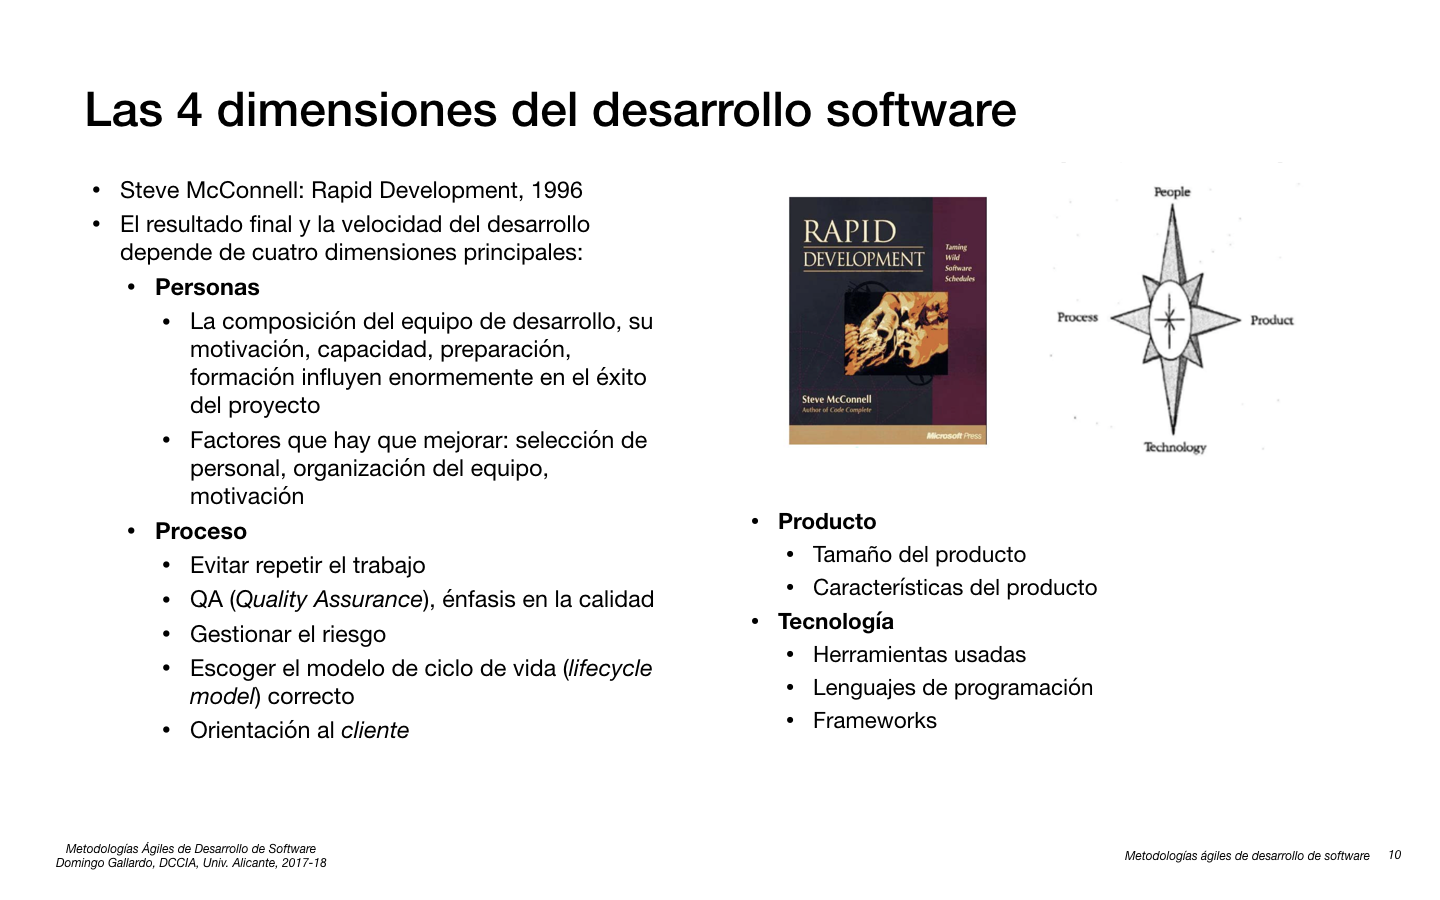 Las 4 dimensiones del desarrollo software
• Steve McConnell: Rapid Development, 1996
• El resultado final y la velocidad del desarrollo
depende de cuatro dimensiones principales:
• Personas
• La composición del equipo de desarrollo, su
motivación, capacidad, preparación,
formación influyen enormemente en el éxito
del proyecto
• Factores que hay que mejorar: selección de
personal, organización del equipo,
motivación
• Proceso
• Evitar repetir el trabajo
• QA (Quality Assurance), énfasis en la calidad
• Gestionar el riesgo
• Escoger el modelo de ciclo de vida (lifecycle
model) correcto
• Orientación al cliente
RAPID
DEVELOPMENT
Taming
Wild
Software
Schedules
Steve McConnell
Author of Code Complete
Microsoft Press
People
Process
Product
Technology
• Producto
• Tamaño del producto
• Características del producto
• Tecnología
• Herramientas usadas
• Lenguajes de programación
• Frameworks
Metodologías Ágiles de Desarrollo de Software
Domingo Gallardo, DCCIA, Univ. Alicante, 2017-18
Metodologías ágiles de desarrollo de software 10